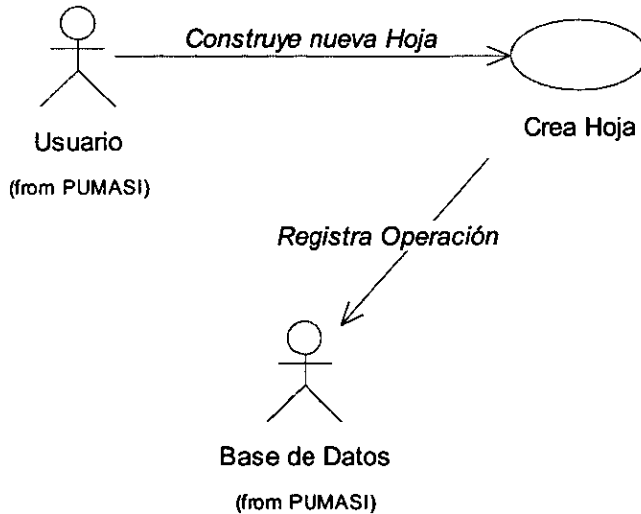 Construye nueva Hoja
Usuario
(from PUMASI)
Crea Hoja
Registra Operación
Base de Datos
(from PUMASI)